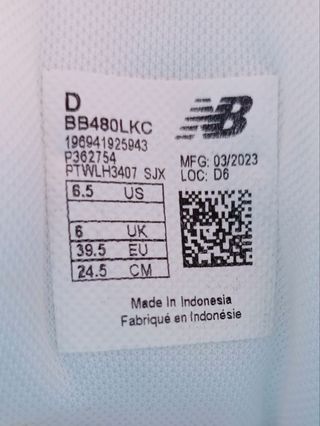 D
BB480LKC
196941925943
P362754
PTWLH3407 SJX
NB
MFG: 03/2023
LOC: D6
6.5 US
6 UK
39.5 EU
24.5 CM
Made In Indonesia
Fabriqué en Indonésie